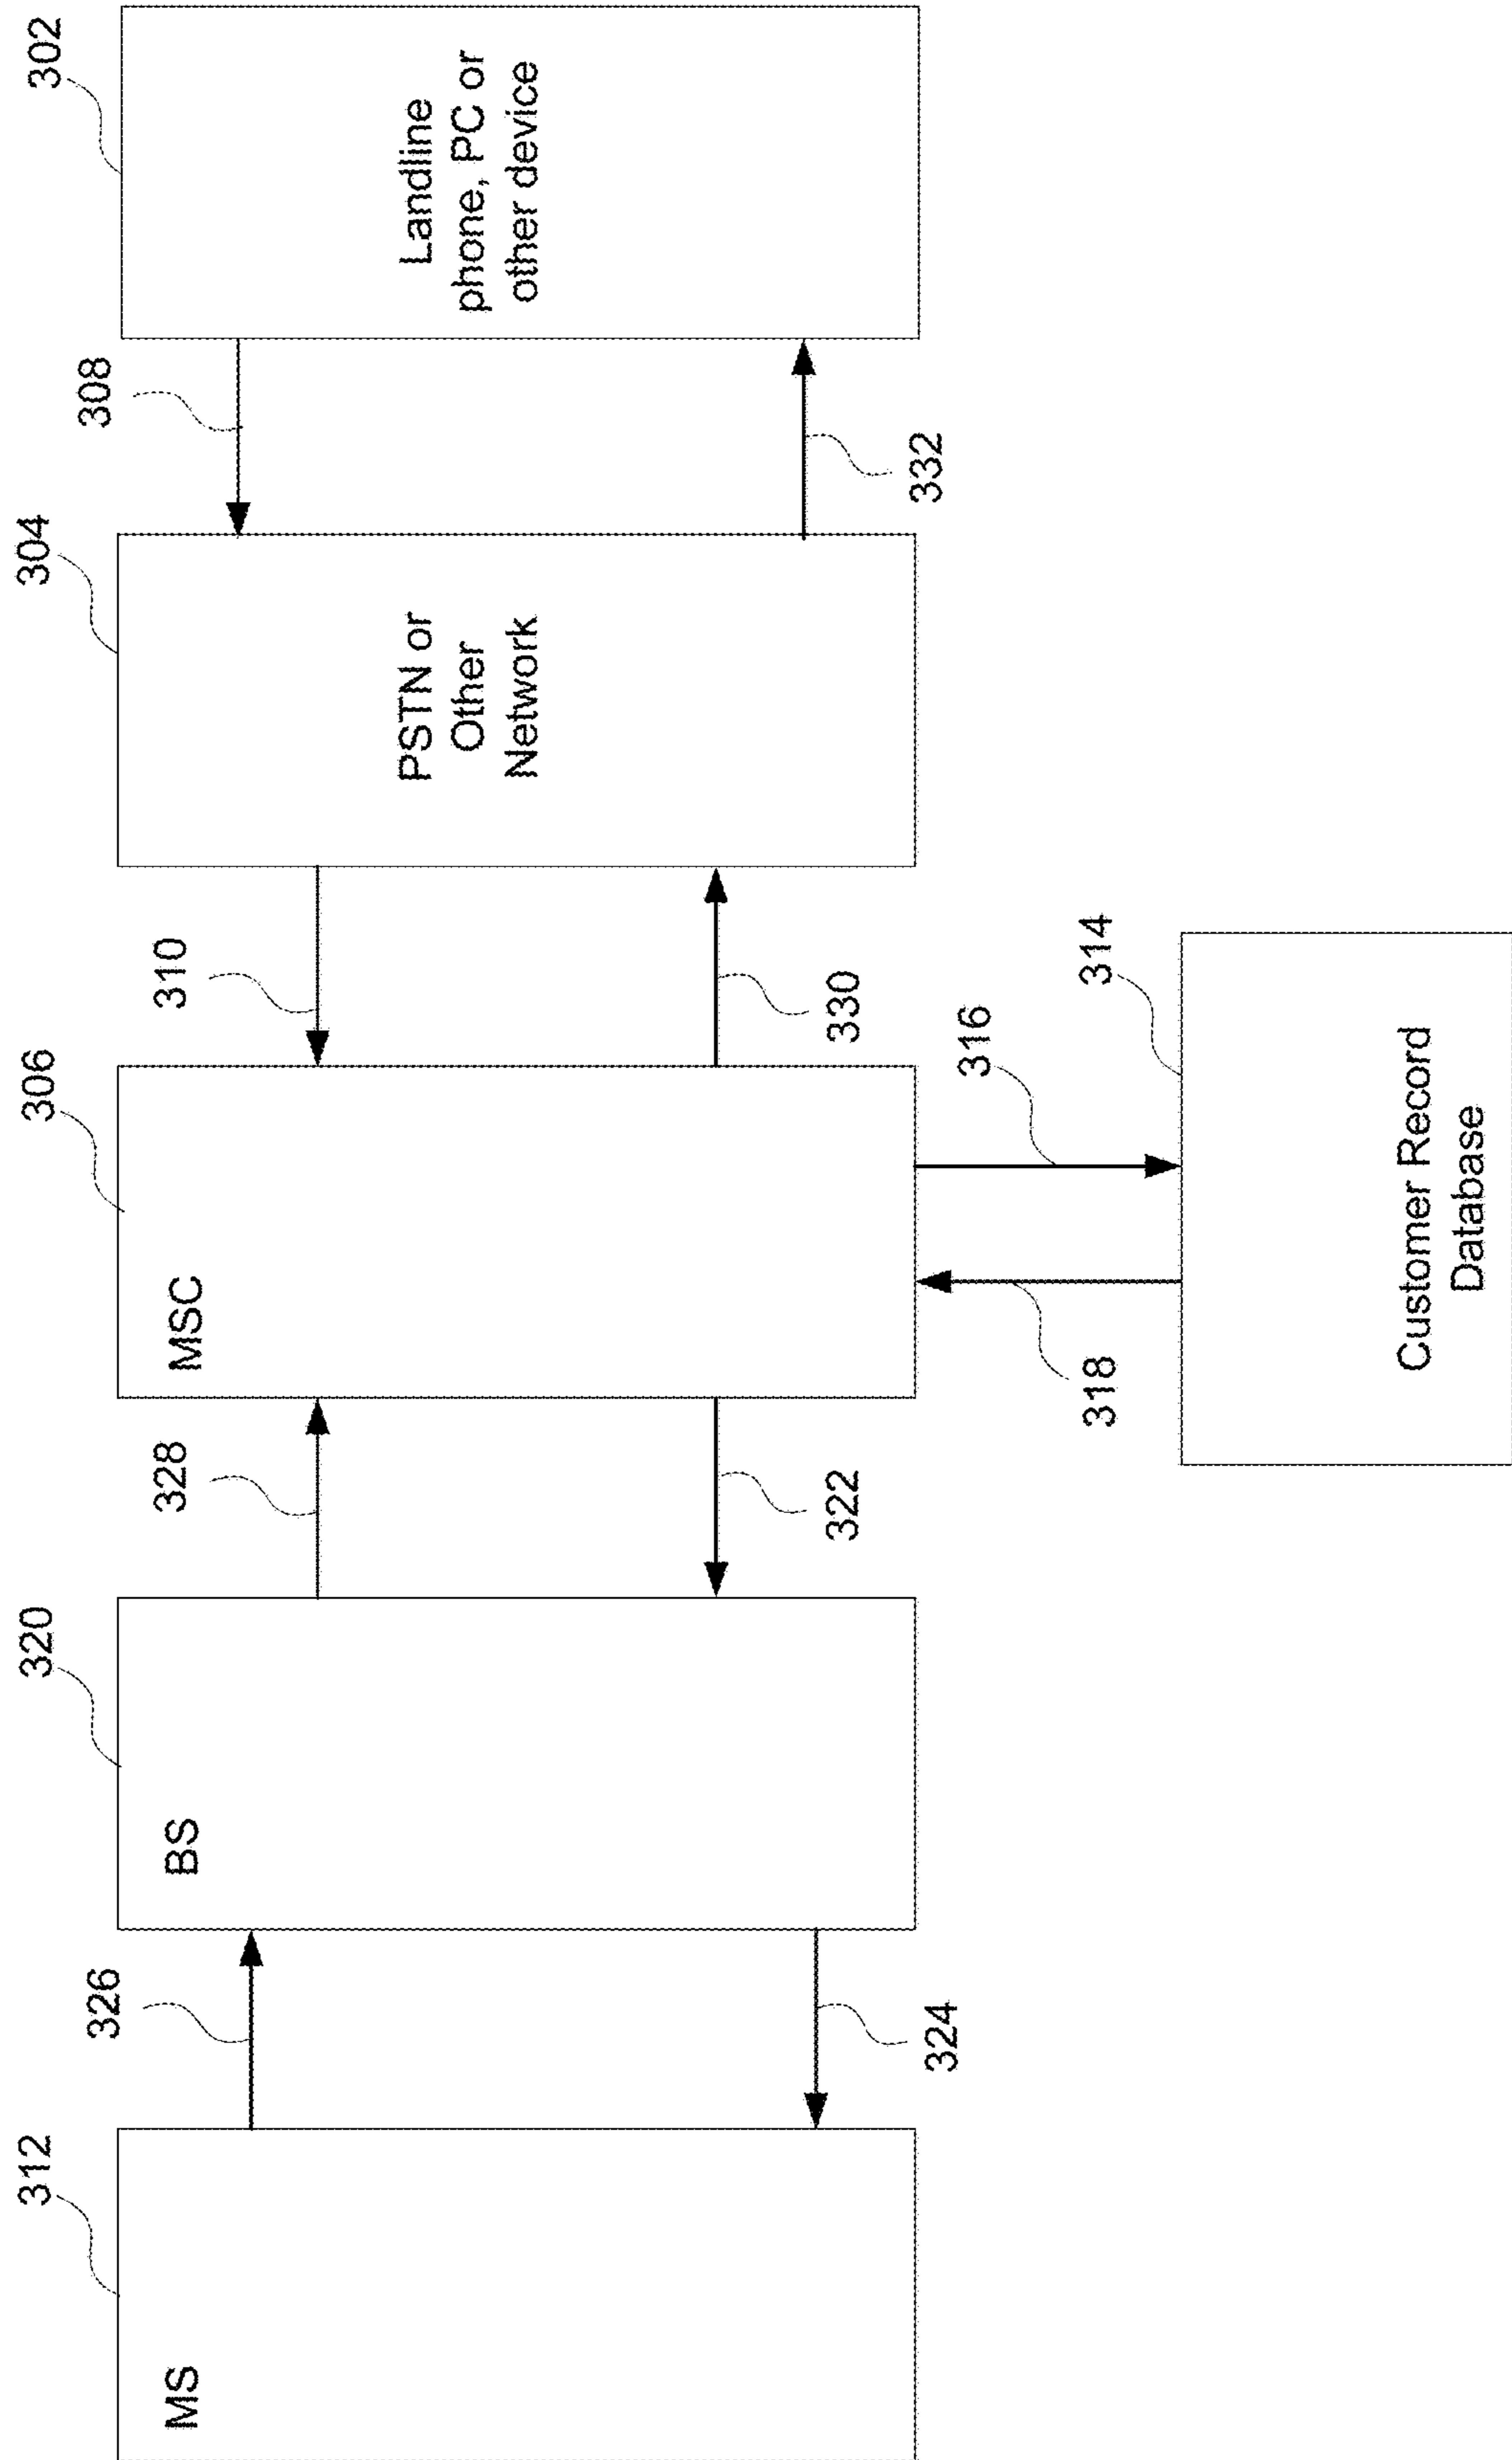 312
320
306
304
302
326
328
310
308
MS
BS
MSC
PSTN or
Other
Network
Landline
phone, PC or
other device
324
322
330
332
318
316
314
Customer Record
Database